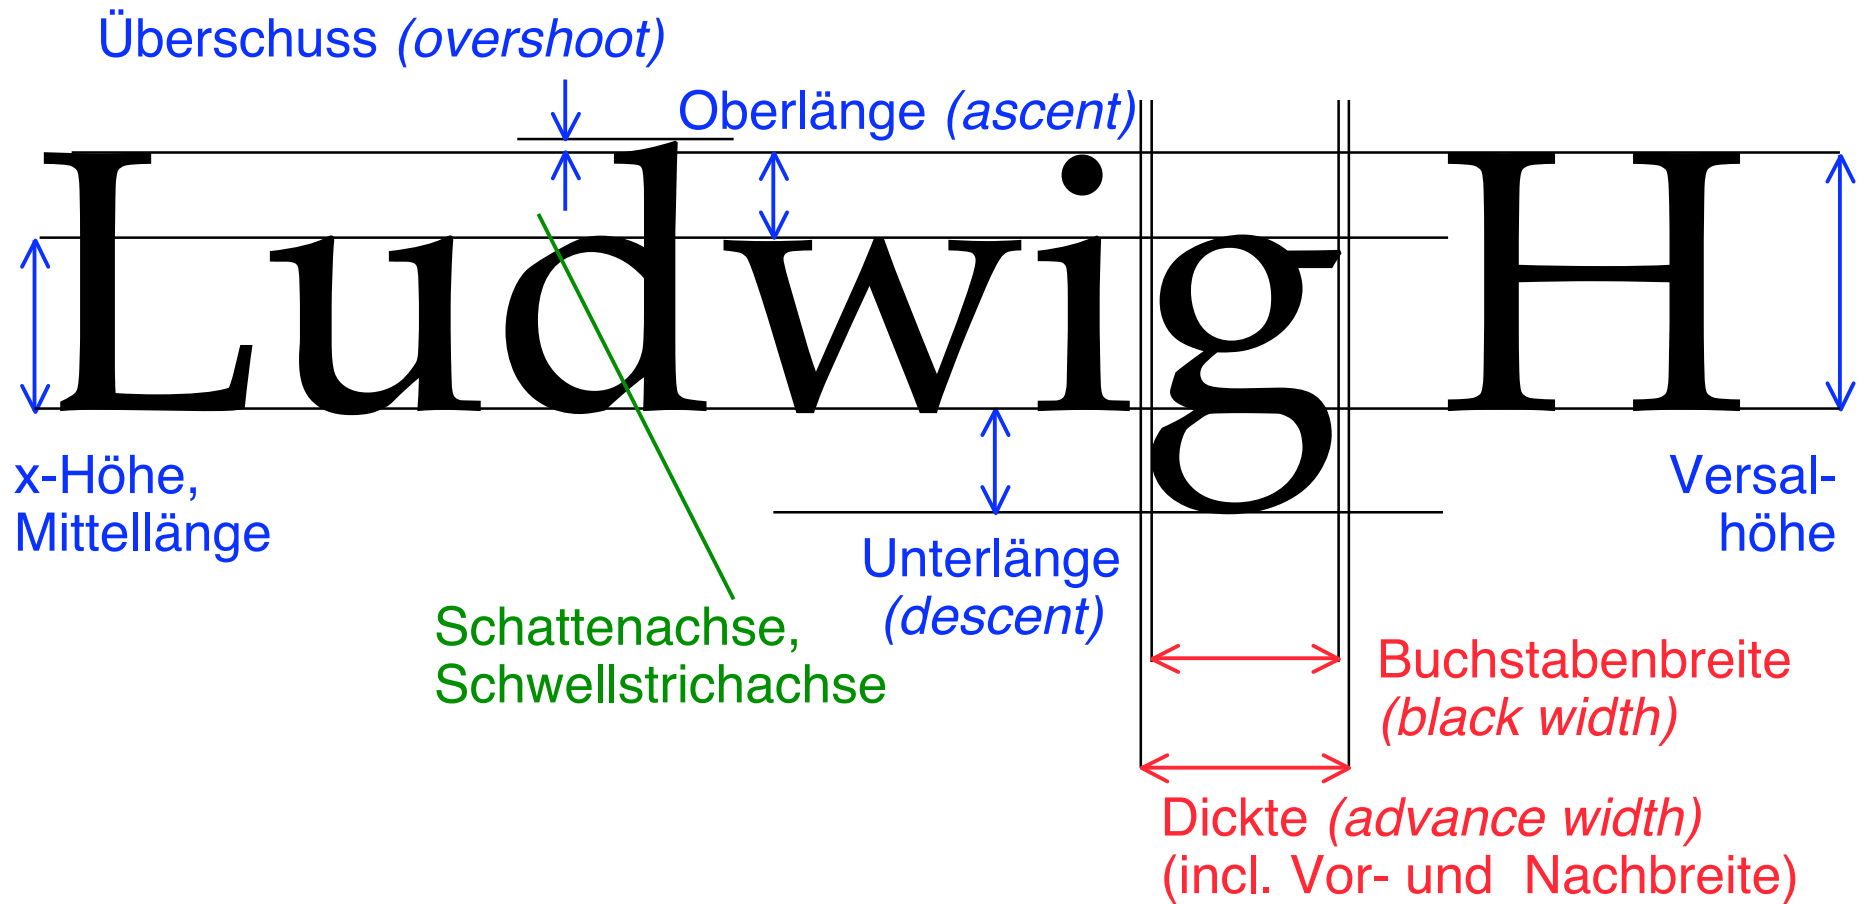 Überschuss (overshoot)
Oberlänge (ascent)
Ludwig H
x-Höhe,
Mittellänge
Versal-
höhe
Unterlänge
(descent)
Schattenachse,
Schwellstrichachse
Buchstabenbreite
(black width)
Dickte (advance width)
(incl. Vor- und Nachbreite)